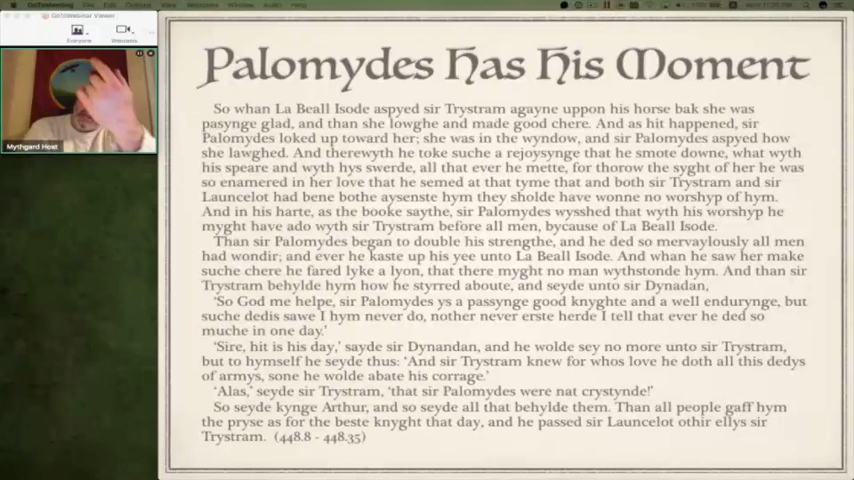 GoToWebinar Viewer
Everyone
Webcams
Mythgard Host
Palomydes Has His Moment
So whan La Beall Isode aspyed sir Trystram agayne uppon his horse bak she was
pasynge glad, and than she lowghe and made good chere. And as hit happened, sir
Palomydes loked up toward her; she was in the wyndow, and sir Palomydes aspyed how
she lawghed. And therewyth he toke suche a rejoysynge that he smote downe, what wyth
his speare and wyth hys swerde, all that ever he mette, for thorow the syght of her he was
so enamered in her love that he semed at that tyme that and both sir Trystram and sir
Launcelot had bene bothe aysenste hym they sholde have wonne no worshyp of hym.
And in his harte, as the booke saythe, sir Palomydes wysshed that wyth his worshyp he
myght have ado wyth sir Trystram before all men, bycause of La Beall Isode.
Than sir Palomydes began to double his strengthe, and he ded so mervaylously all men
had wondir; and ever he kaste up his yee unto La Beall Isode. And whan he saw her make
suche chere he fared lyke a lyon, that there myght no man wythstonde hym. And than sir
Trystram behylde hym how he styrred aboute, and seyde unto sir Dynadan,
'So God me helpe, sir Palomydes ys a passynge good knyghte and a well endurynge, but
suche dedis sawe I hym never do, nother never erste herde I tell that ever he ded so
muche in one day.'
'Sire, hit is his day,' sayde sir Dynandan, and he wolde sey no more unto sir Trystram,
but to hymself he seyde thus: 'And sir Trystram knew for whos love he doth all this dedys
of armys, sone he wolde abate his corrage.'
'Alas,' seyde sir Trystram, 'that sir Palomydes were nat crystynde!'
So seyde kynge Arthur, and so seyde all that behylde them. Than all people gaff hym
the pryse as for the beste knyght that day, and he passed sir Launcelot othir ellys sir
Trystram. (448.8 - 448.35)